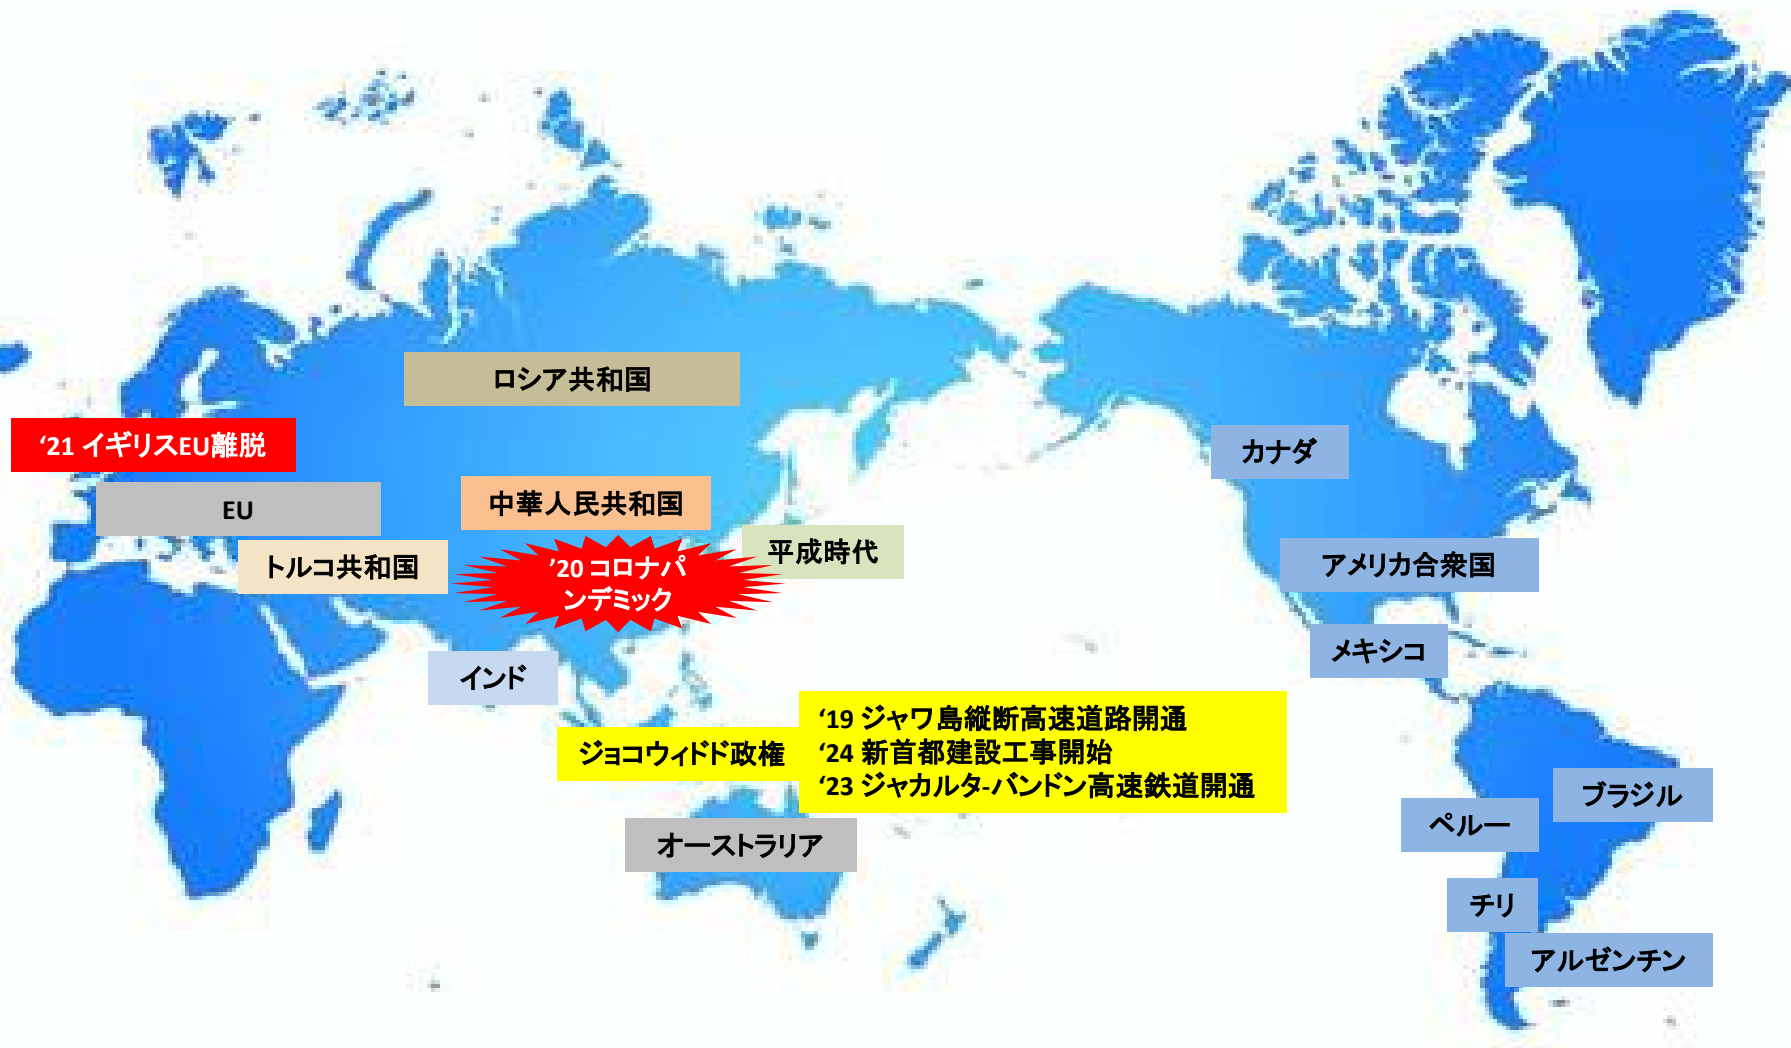 ロシア共和国
‘21 イギリスEU離脱
カナダ
EU
中華人民共和国
平成時代
トルコ共和国
’20 コロナパ
ンデミック
アメリカ合衆国
メキシコ
インド
ジョコウィドド政権
‘19 ジャワ島縦断高速道路開通
‘24 新首都建設工事開始
‘23 ジャカルタ-バンドン高速鉄道開通
ブラジル
ペルー
オーストラリア
チリ
アルゼンチン